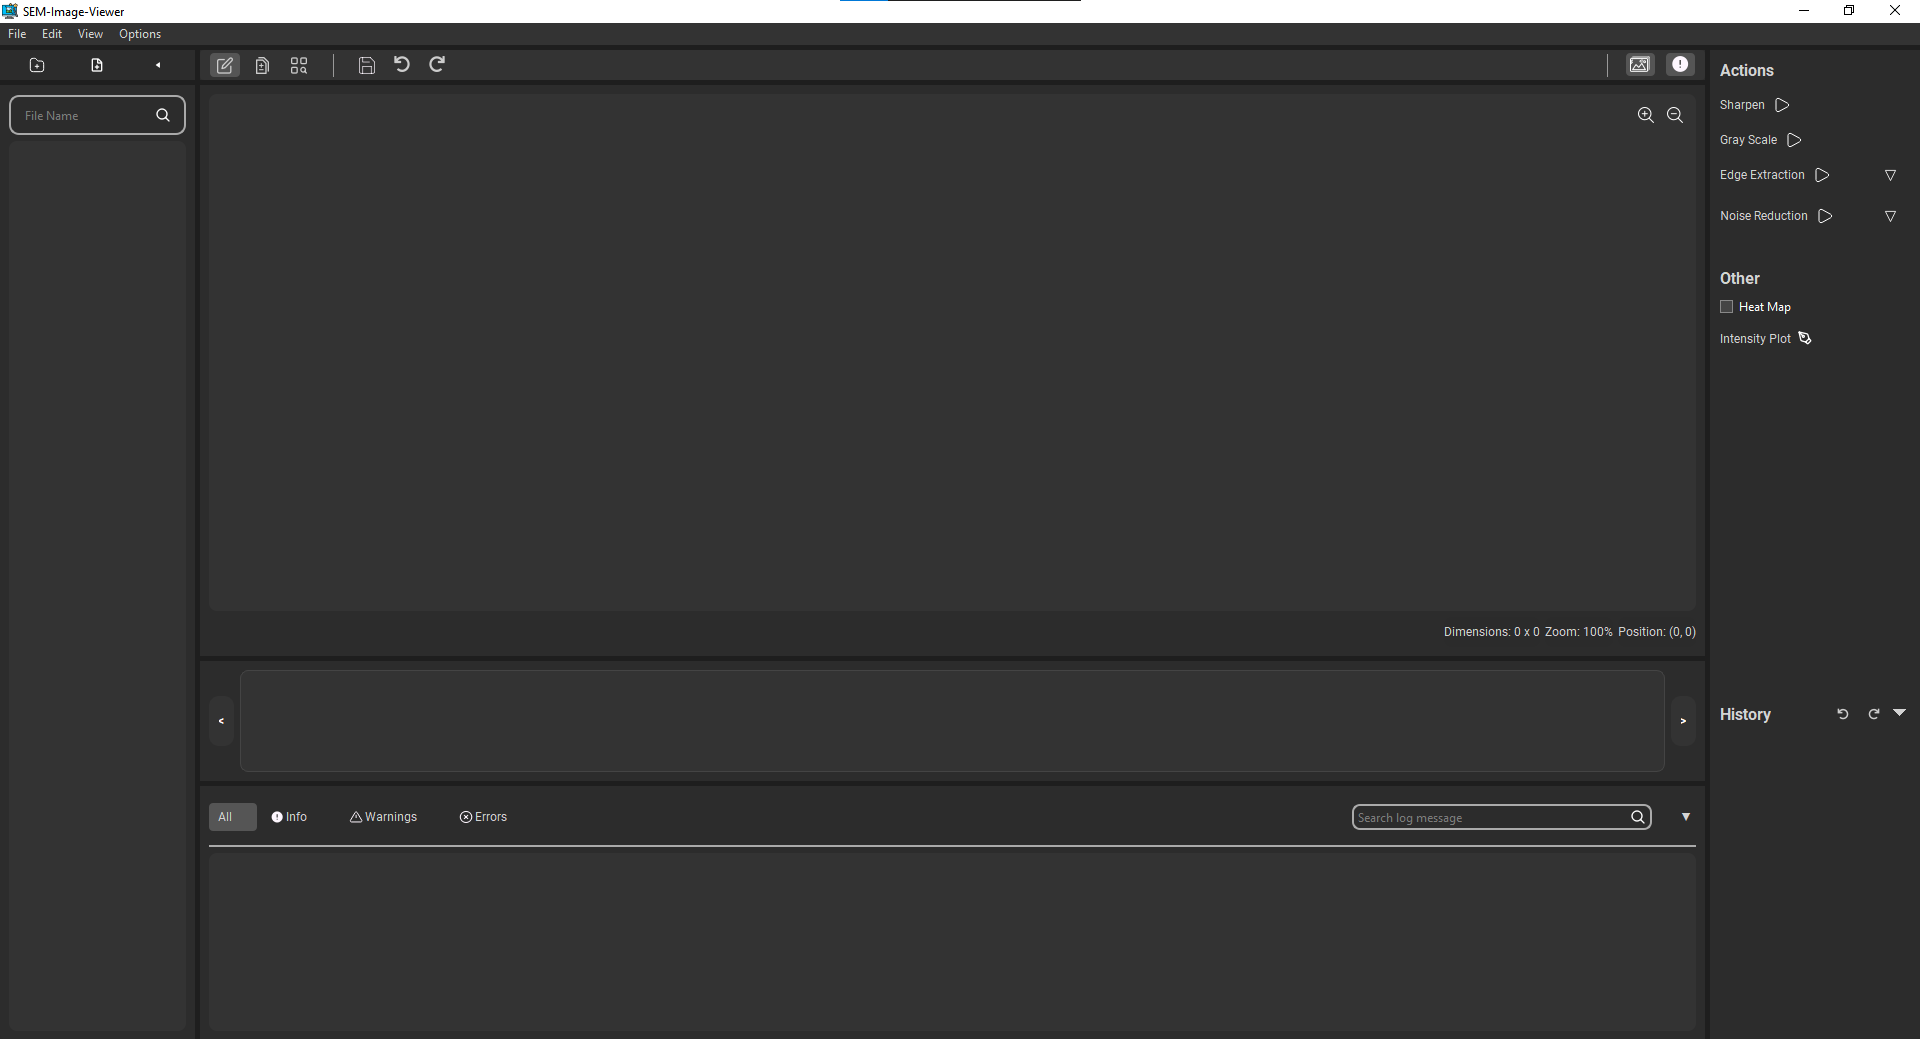 SEM-Image-Viewer
File Edit View Options
File Name
Actions
Sharpen
Gray Scale
Edge Extraction
Noise Reduction
Other
Heat Map
Intensity Plot
Dimensions: 0 x 0 Zoom: 100% Position: (0, 0)
< >
History
All Info Warnings Errors
Search log message